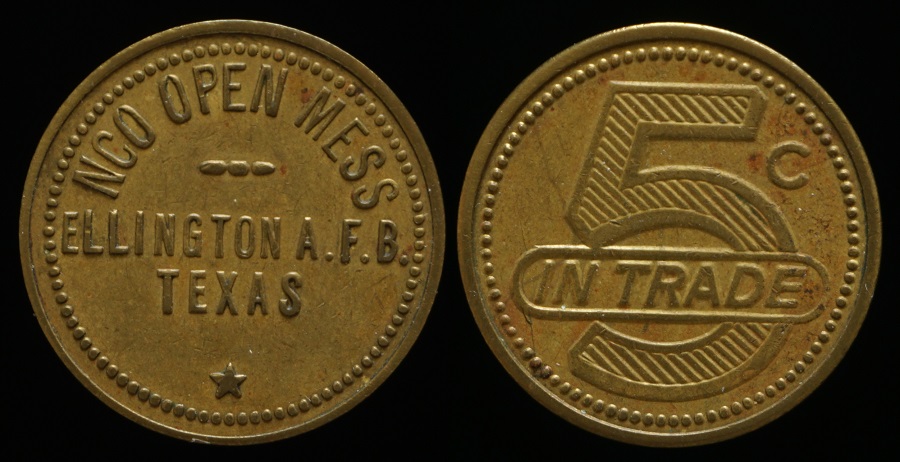 NCO OPEN MESS
ELLINGTON A.F.B.
TEXAS
5 C
IN TRADE